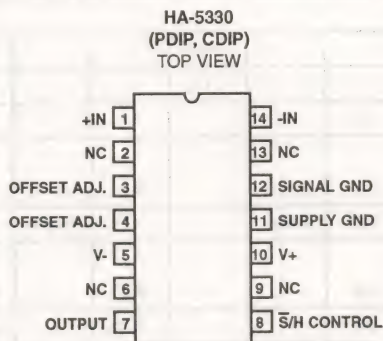 HA-5330
(PDIP, CDIP)
TOP VIEW
+IN 1
14 -IN
NC 2
13 NC
OFFSET ADJ. 3
12 SIGNAL GND
OFFSET ADJ. 4
11 SUPPLY GND
V- 5
10 V+
NC 6
9 NC
OUTPUT 7
8 S̅/H CONTROL